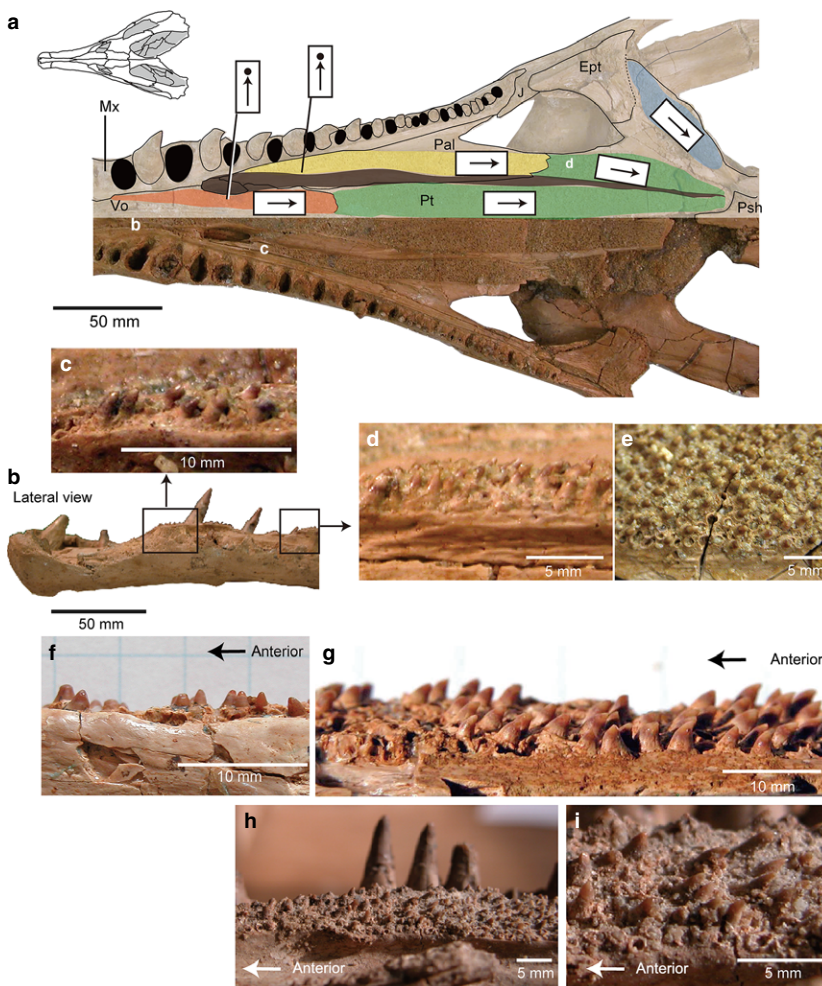 a
Mx
Ept
J
Pal
d
Pt
Vo
Psh
b
c
50 mm
c
10 mm
b
Lateral view
50 mm
d
5 mm
e
5 mm
f
Anterior
10 mm
g
Anterior
10 mm
h
Anterior
5 mm
i
Anterior
5 mm